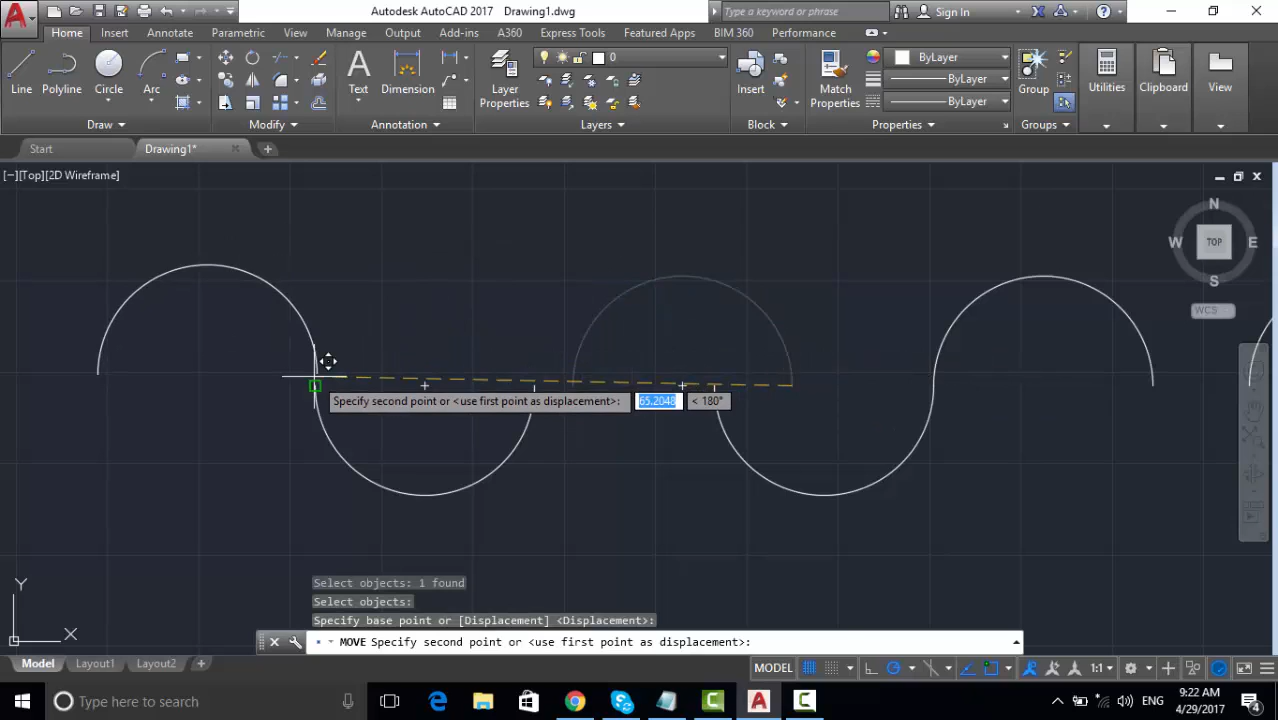 Autodesk AutoCAD 2017 Drawing1.dwg
Type a keyword or phrase
Sign In
Home Insert Annotate Parametric View Manage Output Add-ins A360 Express Tools Featured Apps BIM 360 Performance
Line Polyline Circle Arc
Text Dimension
Layer Properties
0
Insert
Match Properties
ByLayer
ByLayer
ByLayer
Group
Utilities
Clipboard
View
Draw Modify Annotation Layers Block Properties Groups
Start Drawing1*
[−][Top][2D Wireframe]
N
W TOP E
S
WCS
Specify second point or <use first point as displacement>: 65.2048 < 180°
Y
X
Select objects: 1 found
Select objects:
Specify base point or [Displacement] <Displacement>:
MOVE Specify second point or <use first point as displacement>:
Model Layout1 Layout2
MODEL 1:1
Type here to search
ENG
9:22 AM
4/29/2017
4